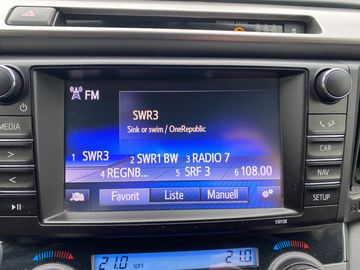 FM
SWR3
Sink or swim / OneRepublic
1 SWR3 2 SWR1 BW 3 RADIO 7
4 REGNB... 5 SRF 3 6 108.00
Favorit Liste Manuell
MEDIA
CAR
NAV
SETUP
510108
21.0 21.0